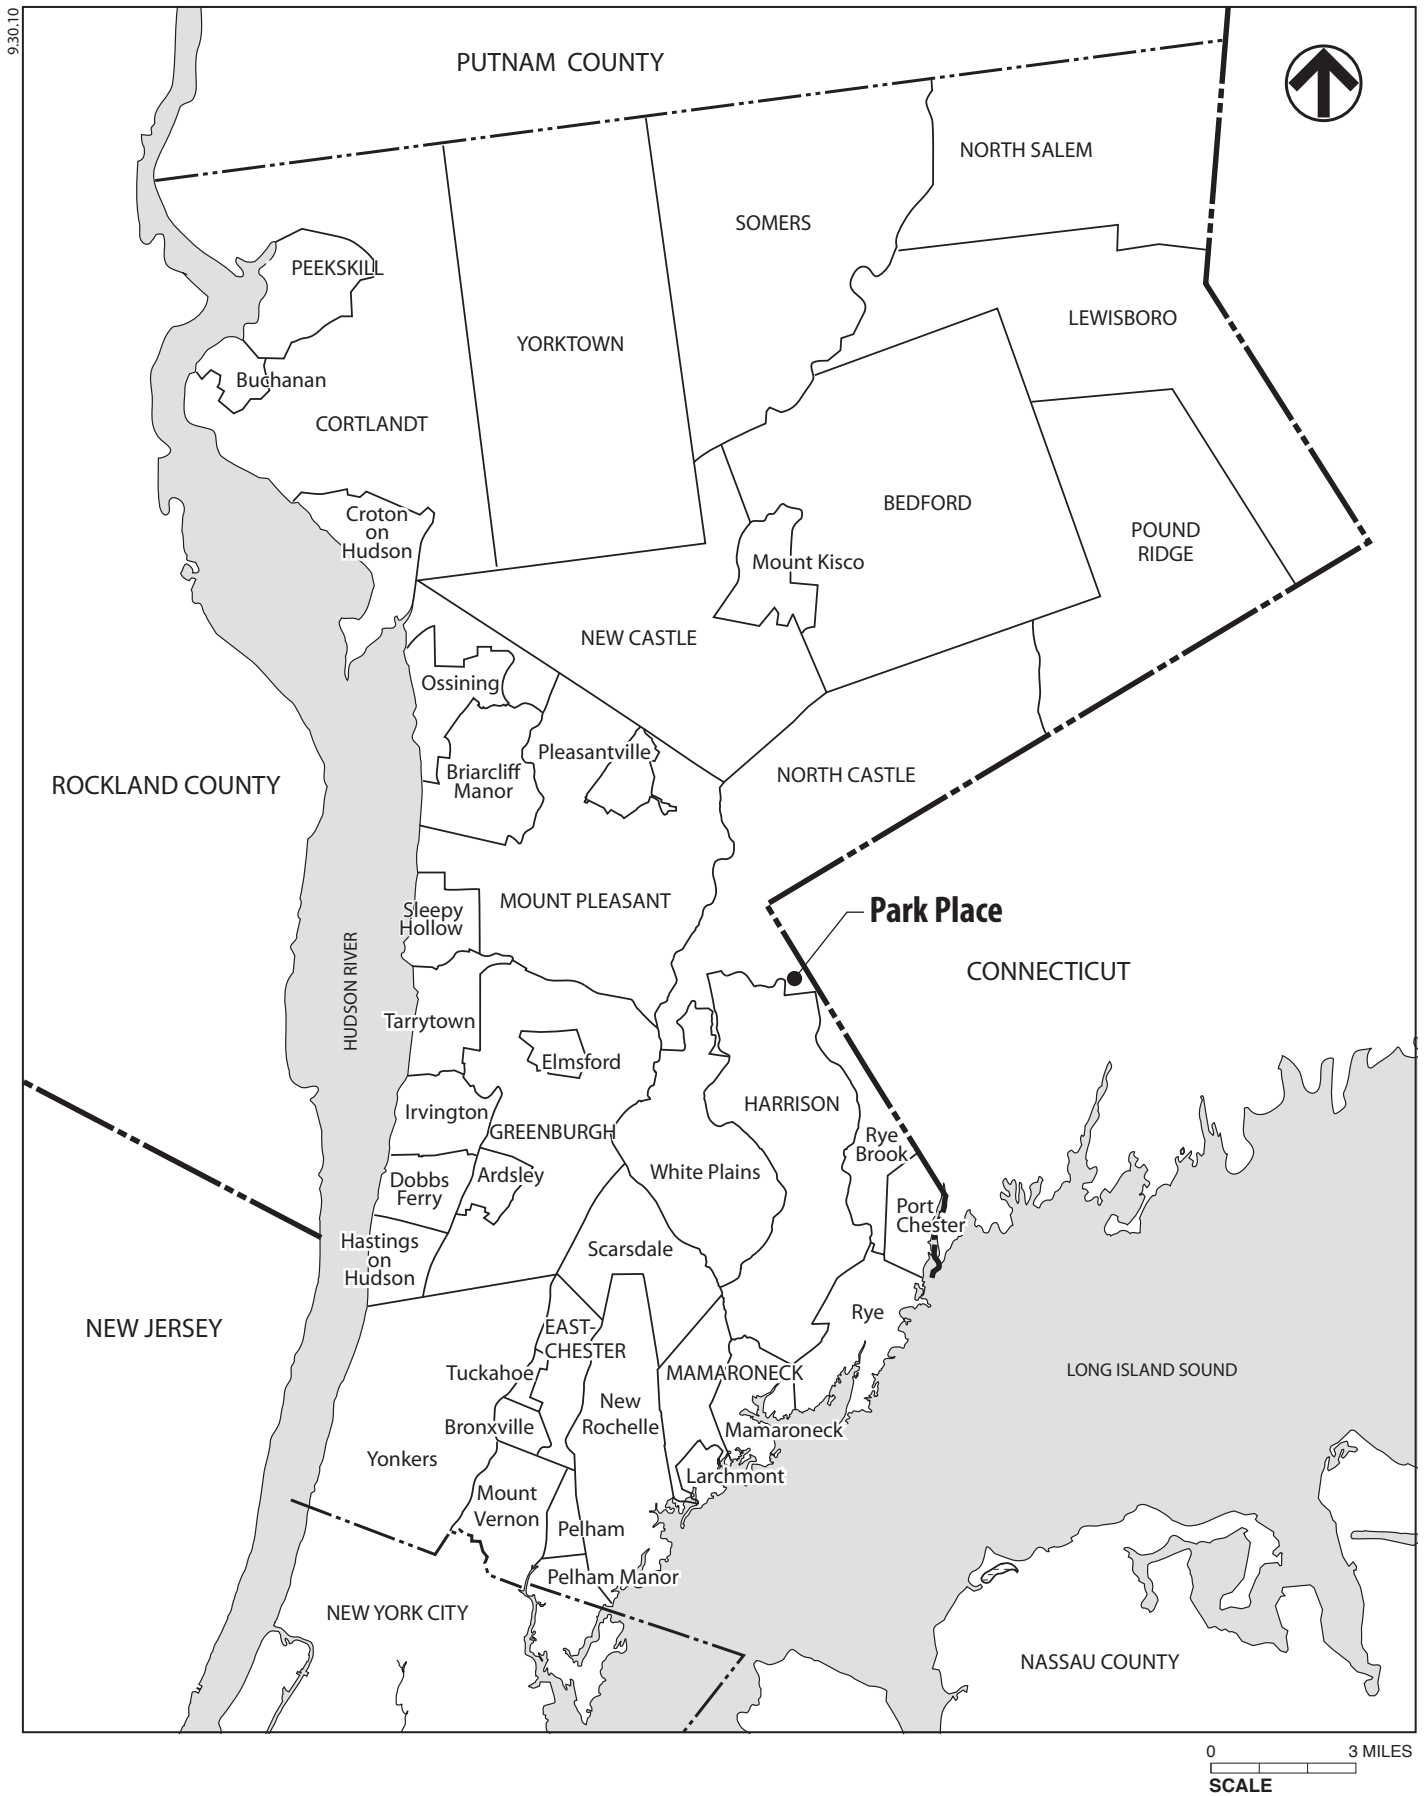 9.30.10
PUTNAM COUNTY
NORTH SALEM
SOMERS
PEEKSKILL
LEWISBORO
YORKTOWN
Buchanan
CORTLANDT
BEDFORD
Croton
on
Hudson
POUND
RIDGE
Mount Kisco
NEW CASTLE
Ossining
Pleasantville
Briarcliff
Manor
NORTH CASTLE
ROCKLAND COUNTY
MOUNT PLEASANT
Park Place
Sleepy
Hollow
HUDSON RIVER
CONNECTICUT
Tarrytown
Elmsford
HARRISON
Irvington
GREENBURGH
Rye
Brook
White Plains
Ardsley
Dobbs
Ferry
Port
Chester
Hastings
on
Hudson
Scarsdale
Rye
NEW JERSEY
EAST-
CHESTER
Tuckahoe
MAMARONECK
LONG ISLAND SOUND
New
Rochelle
Bronxville
Mamaroneck
Yonkers
Larchmont
Mount
Vernon
Pelham
Pelham Manor
NEW YORK CITY
NASSAU COUNTY
0 3 MILES
SCALE